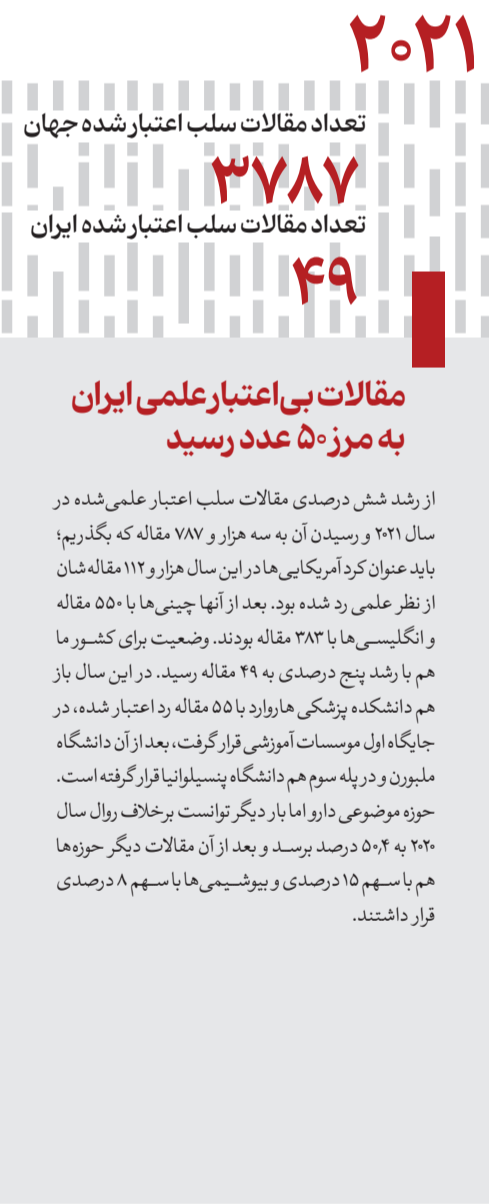 ۲۰۲۱
تعداد مقالات سلب اعتبار شده جهان
۳۷۸۷
تعداد مقالات سلب اعتبار شده ایران
۴۹
مقالات بی‌اعتبار علمی ایران
به مرز ۵۰ عدد رسید
از رشد شش درصدی مقالات سلب اعتبار علمی‌شده در
سال ۲۰۲۱ و رسیدن آن به سه هزار و ۷۸۷ مقاله که بگذریم؛
باید عنوان کرد آمریکایی‌ها در این سال هزار و ۱۱۲ مقاله‌شان
از نظر علمی رد شده بود. بعد از آنها چینی‌ها با ۵۵۰ مقاله
و انگلیسی‌ها با ۳۸۳ مقاله بودند. وضعیت برای کشور ما
هم با رشد پنج درصدی به ۴۹ مقاله رسید. در این سال باز
هم دانشکده پزشکی هاروارد با ۵۵ مقاله رد اعتبار شده، در
جایگاه اول موسسات آموزشی قرار گرفت، بعد از آن دانشگاه
ملبورن و در پله سوم هم دانشگاه پنسیلوانیا قرار گرفته است.
حوزه موضوعی دارو اما بار دیگر توانست برخلاف روال سال
۲۰۲۰ به ۵۰٫۴ درصد برسد و بعد از آن مقالات دیگر حوزه‌ها
هم با سهم ۱۵ درصدی و بیوشیمی‌ها با سهم ۸ درصدی
قرار داشتند.